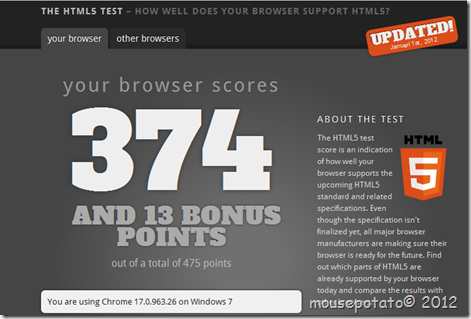 THE HTML5 TEST – HOW WELL DOES YOUR BROWSER SUPPORT HTML5?
UPDATED!
Januari 1st, 2012
your browser
other browsers
your browser scores
374
AND 13 BONUS
POINTS
out of a total of 475 points
You are using Chrome 17.0.963.26 on Windows 7
ABOUT THE TEST
The HTML5 test
score is an indication
of how well your
browser supports the
upcoming HTML5
standard and related
specifications. Even
though the specification isn't
finalized yet, all major browser
manufacturers are making sure their
browser is ready for the future. Find
out which parts of HTML5 are
already supported by your browser
today and compare the results with
HTML
5
mousepotato© 2012